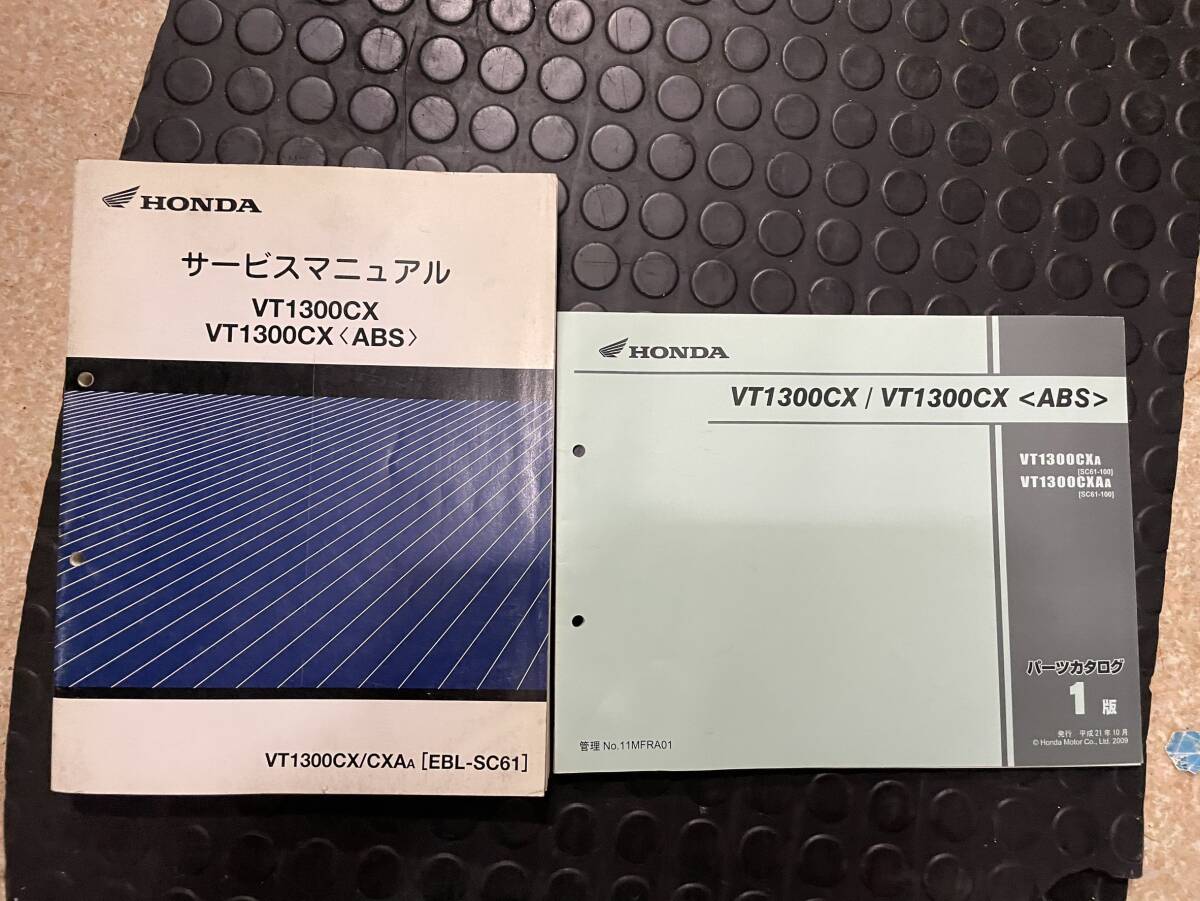 HONDA
サービスマニュアル
VT1300CX
VT1300CX〈ABS〉
VT1300CX/CXAA [EBL-SC61]
HONDA
VT1300CX / VT1300CX <ABS>
VT1300CXA
[SC61-100]
VT1300CXAA
[SC61-100]
パーツカタログ
1 版
発行 平成21年10月
© Honda Motor Co., Ltd. 2009
管理 No.11MFRA01